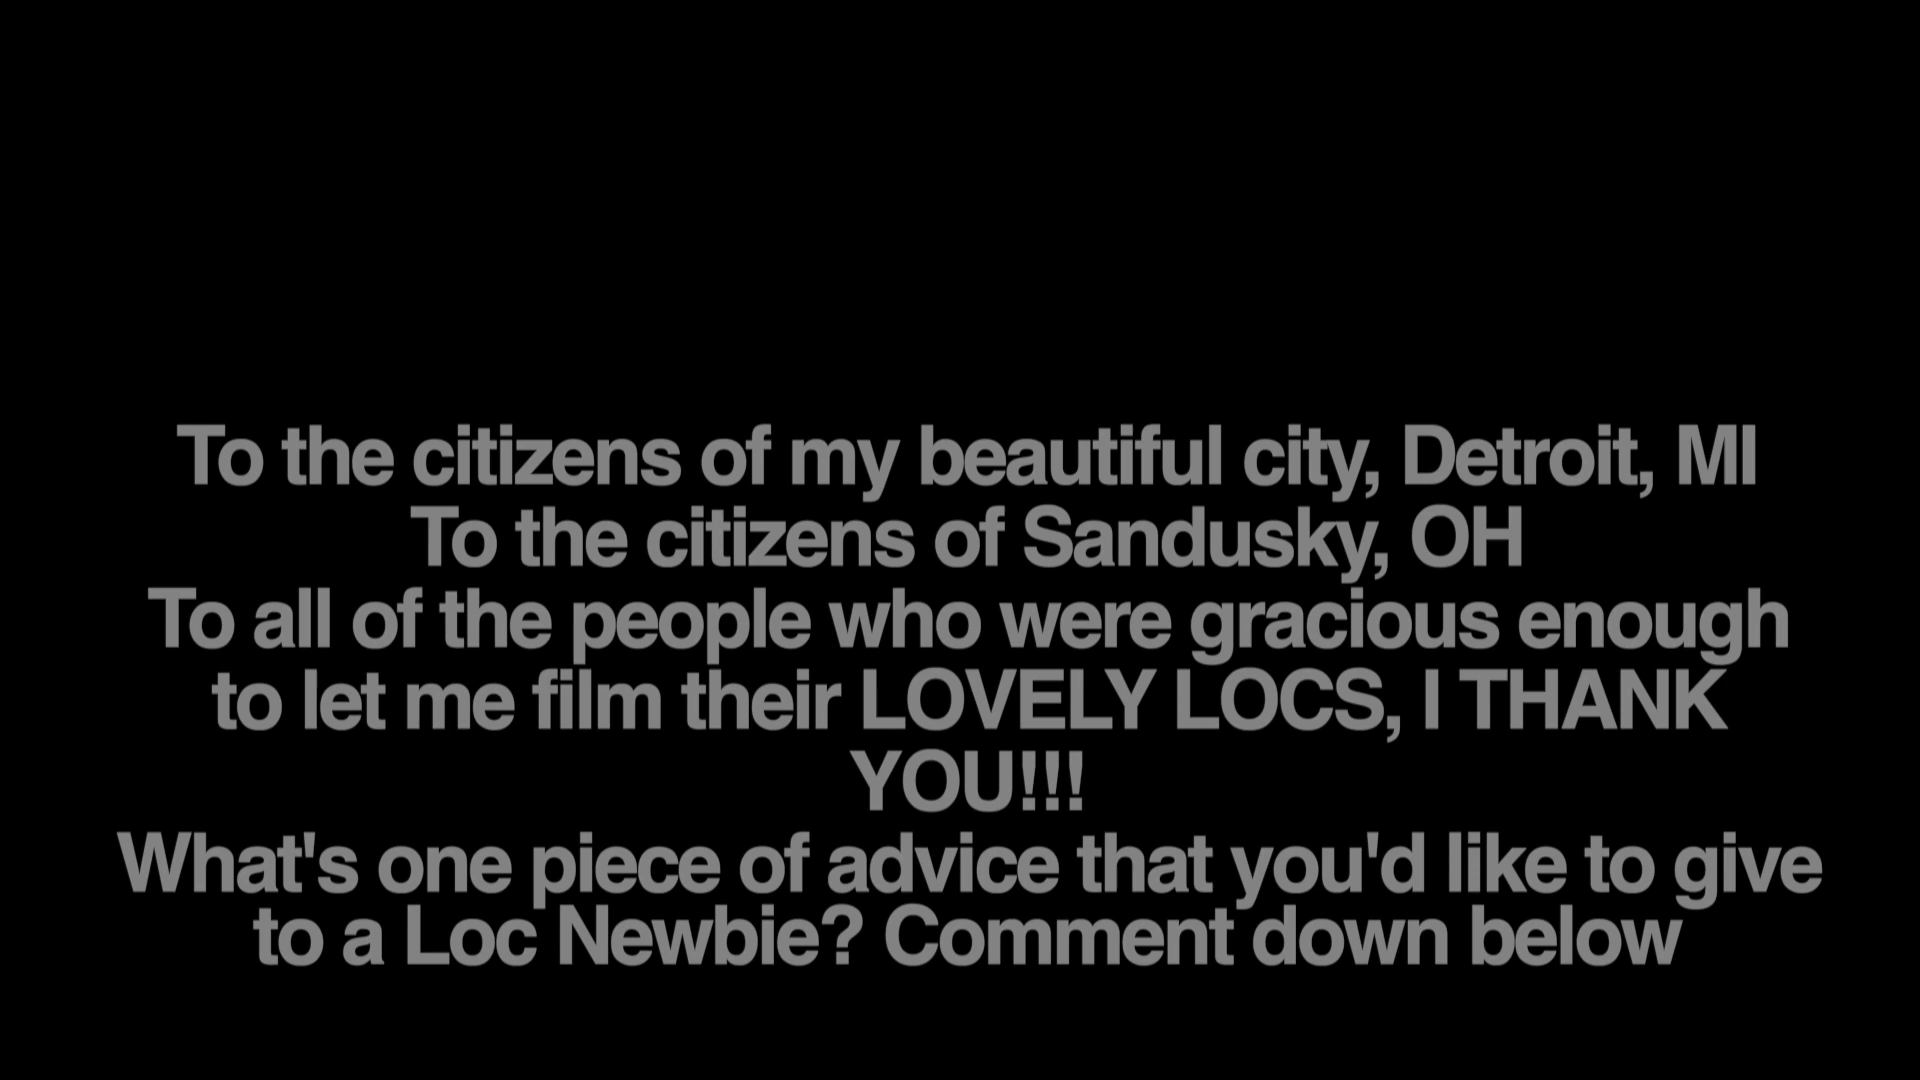 To the citizens of my beautiful city, Detroit, MI
To the citizens of Sandusky, OH
To all of the people who were gracious enough
to let me film their LOVELY LOCS, I THANK
YOU!!!
What's one piece of advice that you'd like to give
to a Loc Newbie? Comment down below